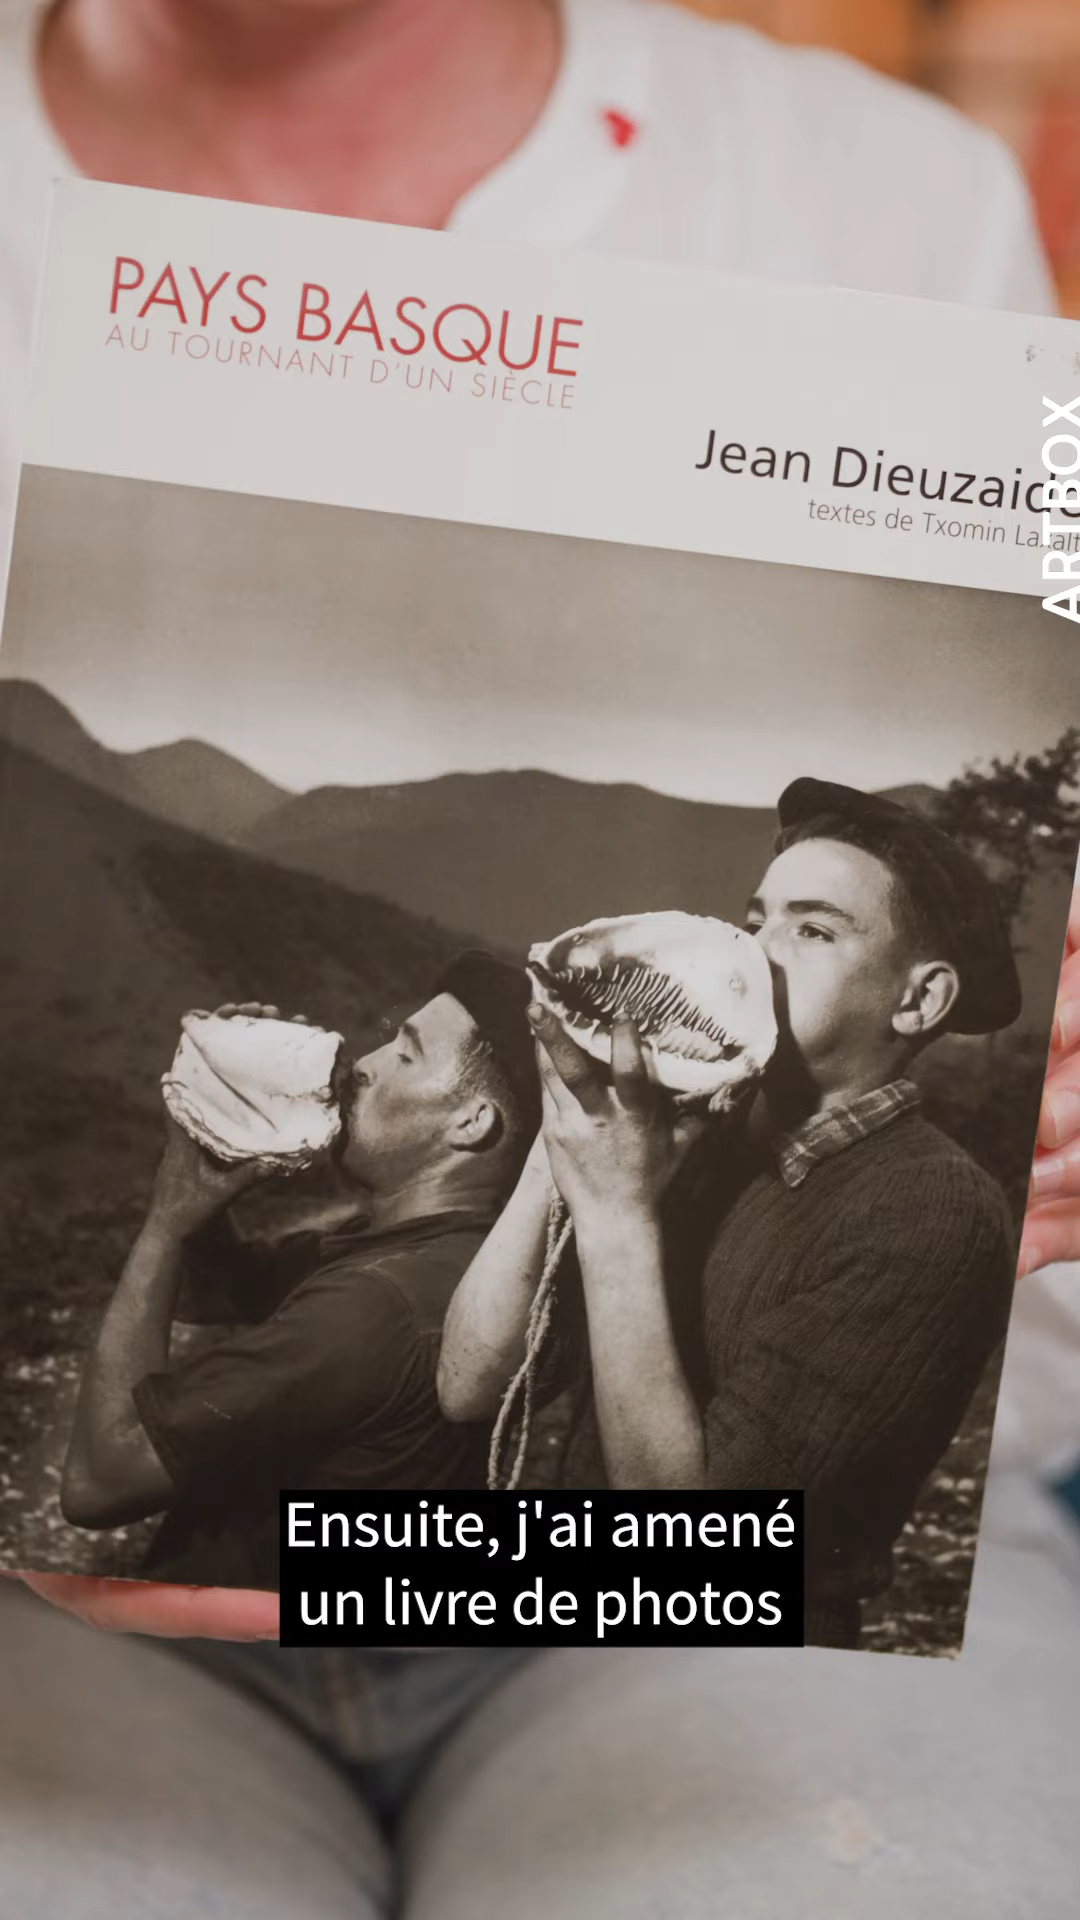 PAYS BASQUE
AU TOURNANT D'UN SIÈCLE
Jean Dieuzaide
textes de Txomin
ARTBOX
Ensuite, j'ai amené
un livre de photos